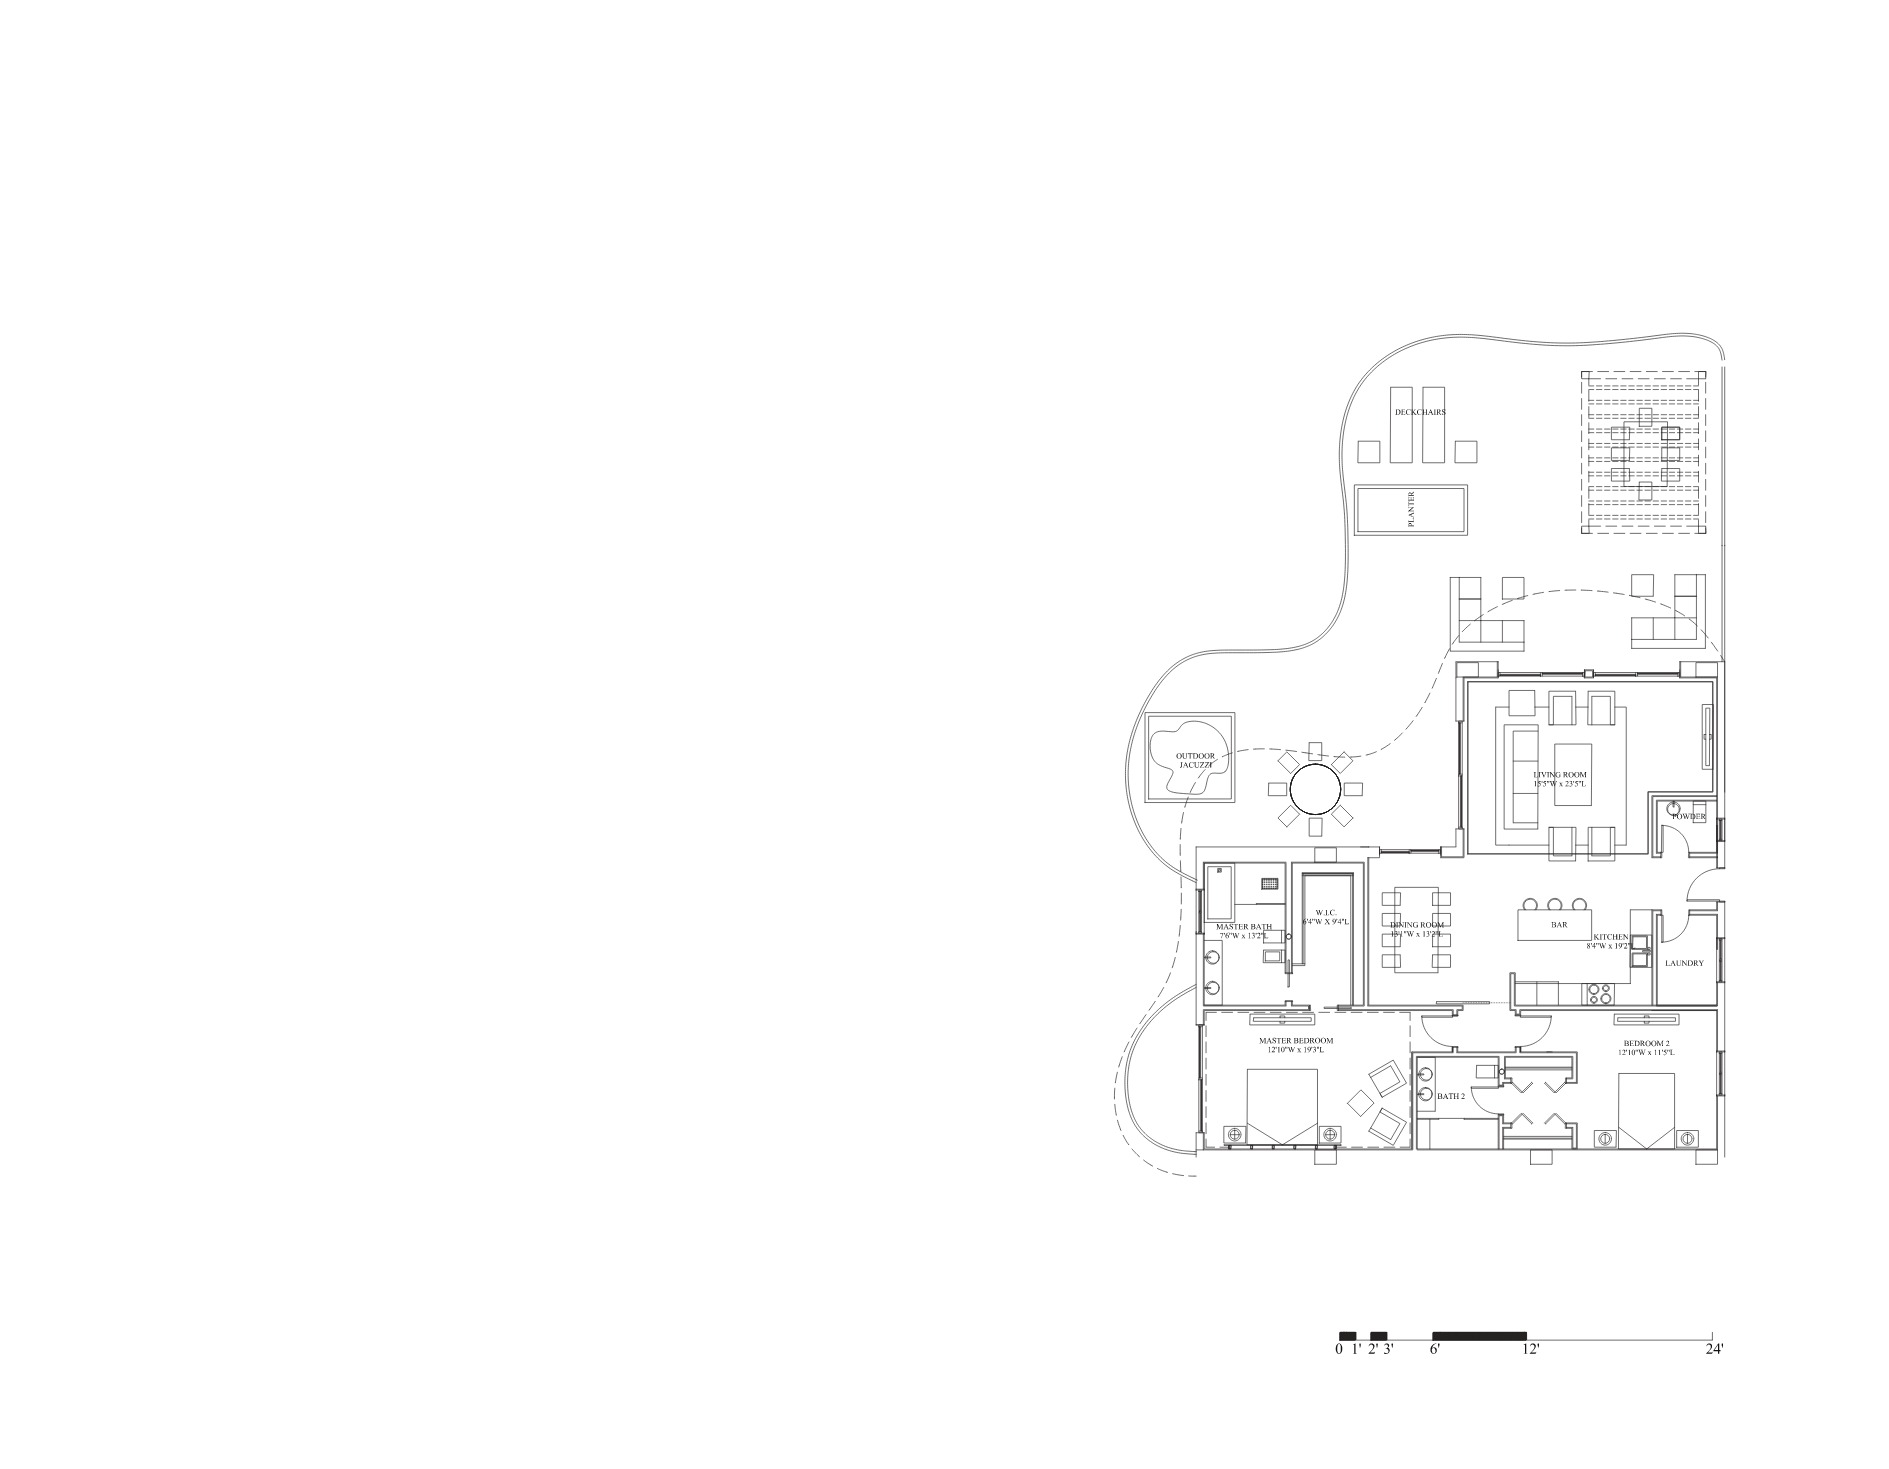 DECKCHAIRS
PLANTER
OUTDOOR
JACUZZI
LIVING ROOM
15'5"W x 23'5"L
POWDER
W.I.C.
6'4"W X 9'4"L
MASTER BATH
7'6"W x 13'2"L
DINING ROOM
13'1"W x 13'2"L
BAR
KITCHEN
8'4"W x 19'2"L
LAUNDRY
MASTER BEDROOM
12'10"W x 19'3"L
BEDROOM 2
12'10"W x 11'5"L
BATH 2
0 1' 2' 3' 6' 12' 24'